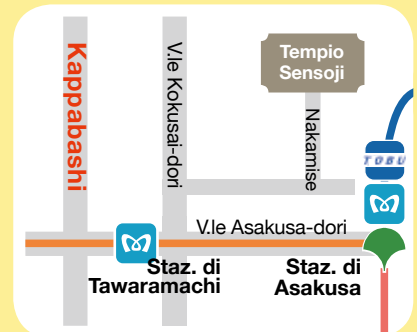 Kappabashi
V.le Kokusai-dori
Tempio
Sensoji
Nakamise
TOBU
V.le Asakusa-dori
Staz. di
Tawaramachi
Staz. di
Asakusa